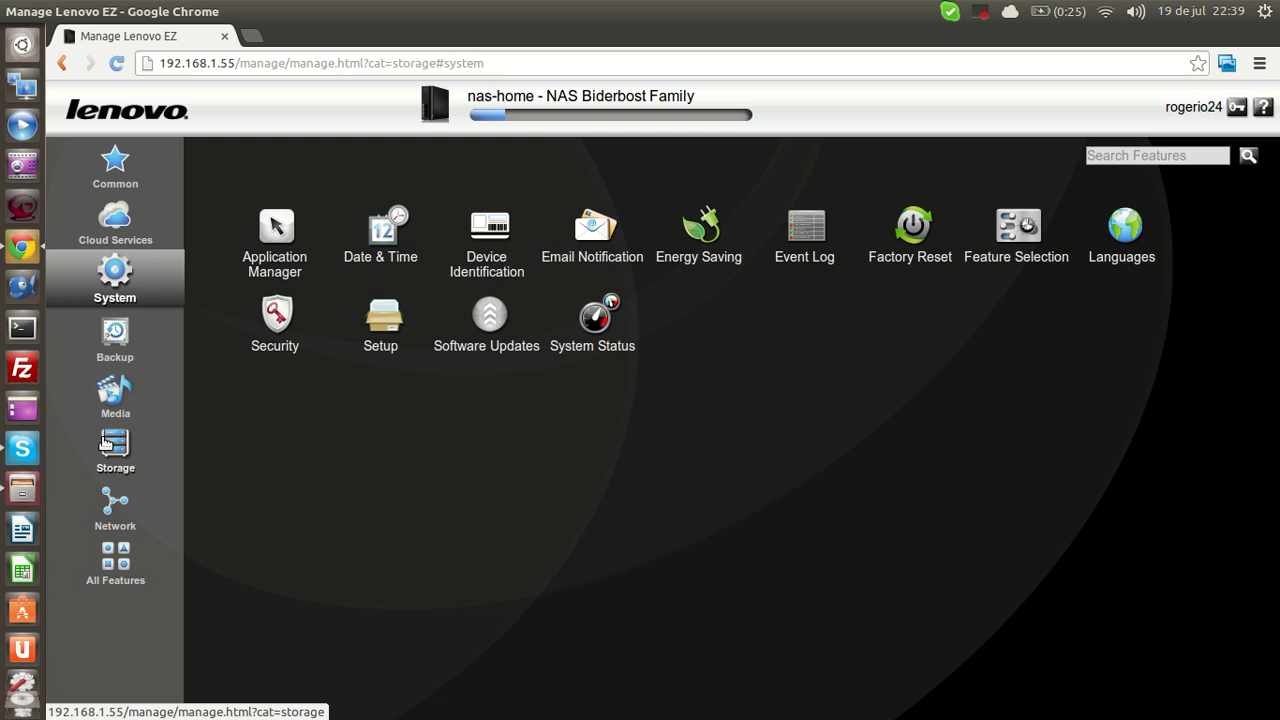 Manage Lenovo EZ - Google Chrome
(0:25)
19 de jul 22:39
Manage Lenovo EZ
192.168.1.55/manage/manage.html?cat=storage#system
lenovo
nas-home - NAS Biderbost Family
rogerio24
?
Search Features
Common
Cloud Services
System
Backup
Media
Storage
Network
All Features
12
Application Manager
Date & Time
Device Identification
Email Notification
Energy Saving
Event Log
Factory Reset
Feature Selection
Languages
Security
Setup
Software Updates
System Status
Fz
S
A
U
192.168.1.55/manage/manage.html?cat=storage